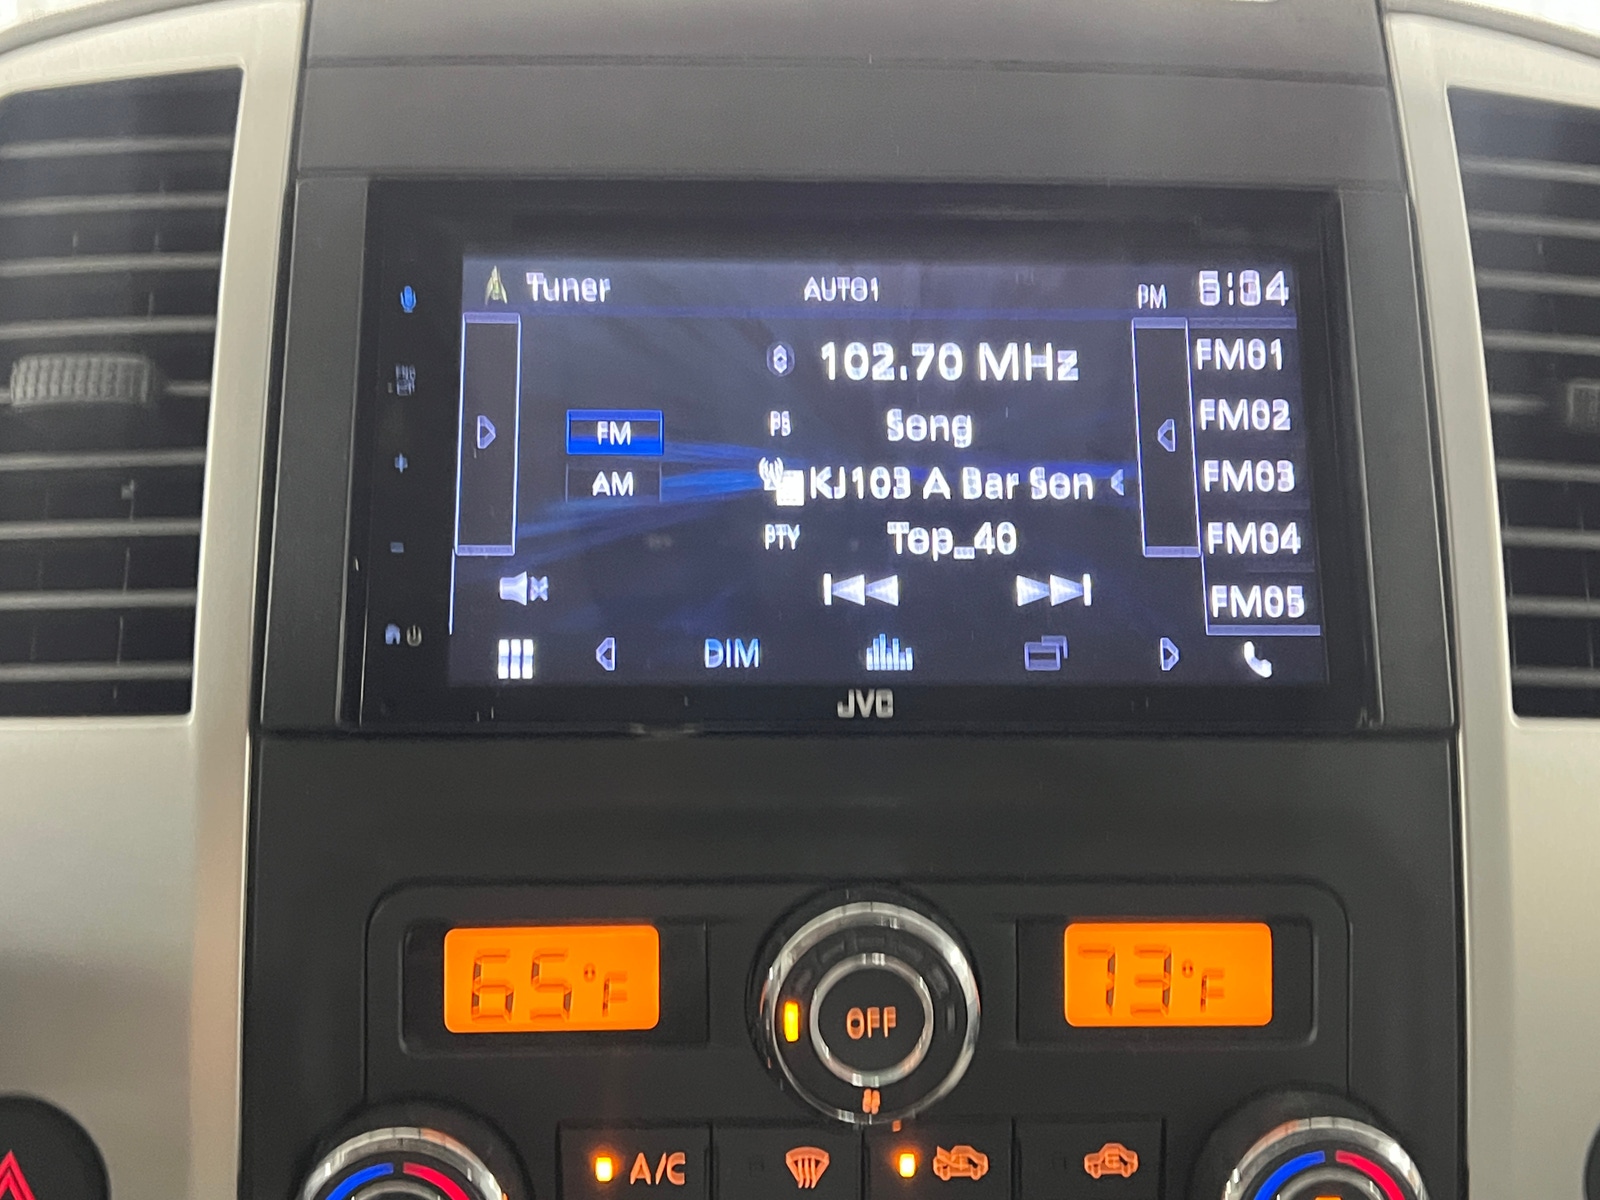 Tuner AUTO1 PM 5:34
102.70 MHz FM01
FM PS Song FM02
AM KJ103 A Bar Son FM03
PTY Top_40 FM04
FM05
DIM
JVC
65°F OFF 73°F
A/C